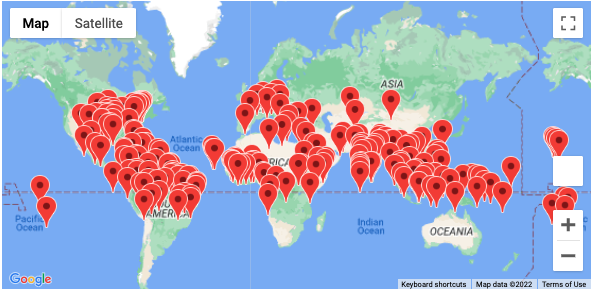 Map Satellite
ASIA
Atlantic
Ocean
AMERICA
Pacific
Ocean
Indian
Ocean
OCEANIA
Google
Keyboard shortcuts Map data ©2022 Terms of Use